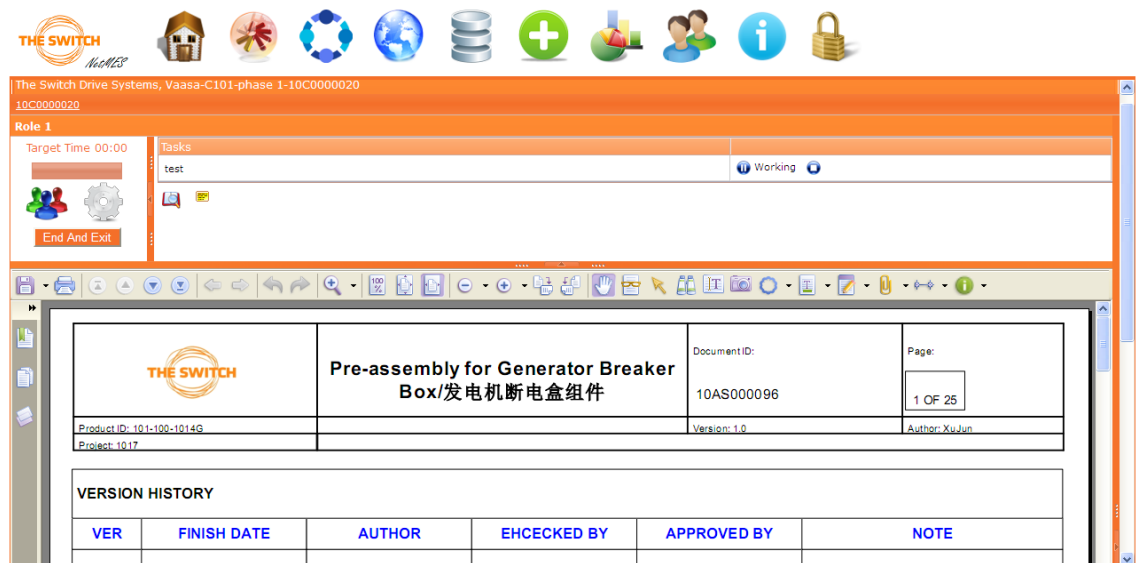 THE SWITCH
NetMES
The Switch Drive Systems, Vaasa-C101-phase 1-10C0000020
10C0000020
Role 1
Target Time 00:00
Tasks
test
Working
End And Exit
100
%
T
THE SWITCH
Pre-assembly for Generator Breaker
Box/发电机断电盒组件
DocumentID:
10AS000096
Page:
1 OF 25
Product ID: 101-100-1014G
Version: 1.0
Author: XuJun
Project: 1017
VERSION HISTORY
VER FINISH DATE AUTHOR EHCECKED BY APPROVED BY NOTE